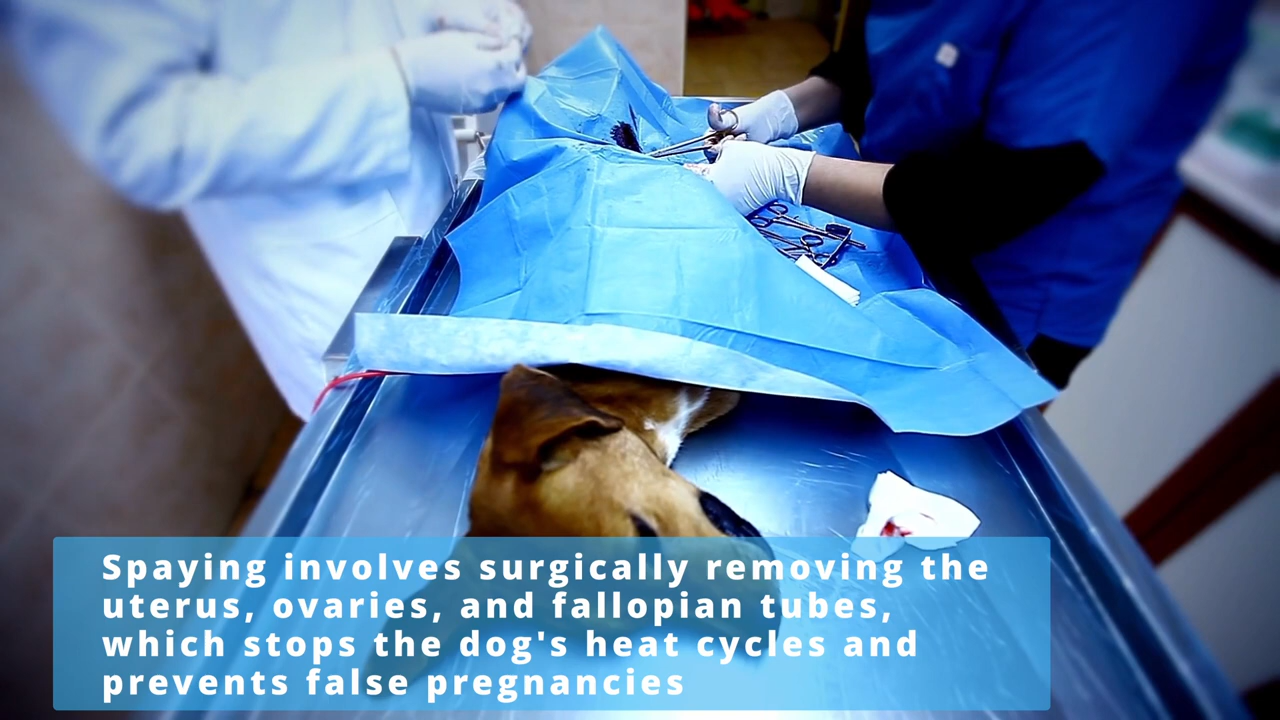 Spaying involves surgically removing the
uterus, ovaries, and fallopian tubes,
which stops the dog's heat cycles and
prevents false pregnancies